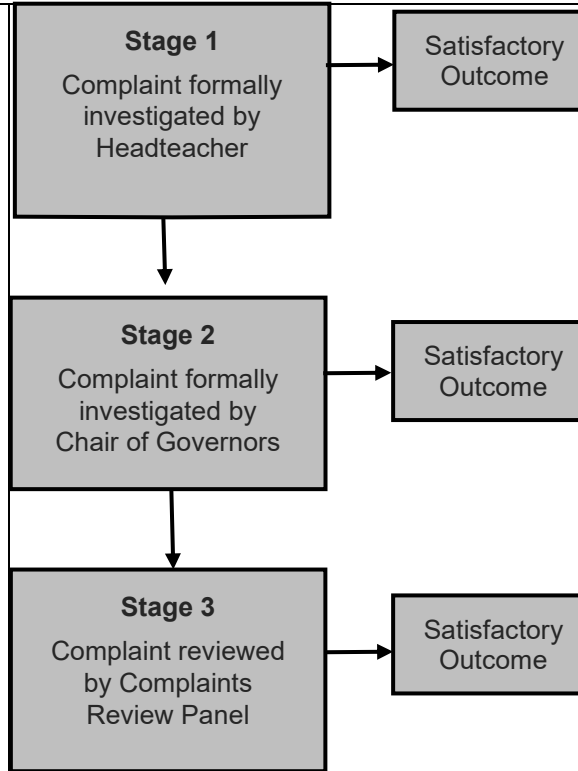 Stage 1
Complaint formally
investigated by
Headteacher
Satisfactory
Outcome
Stage 2
Complaint formally
investigated by
Chair of Governors
Satisfactory
Outcome
Stage 3
Complaint reviewed
by Complaints
Review Panel
Satisfactory
Outcome